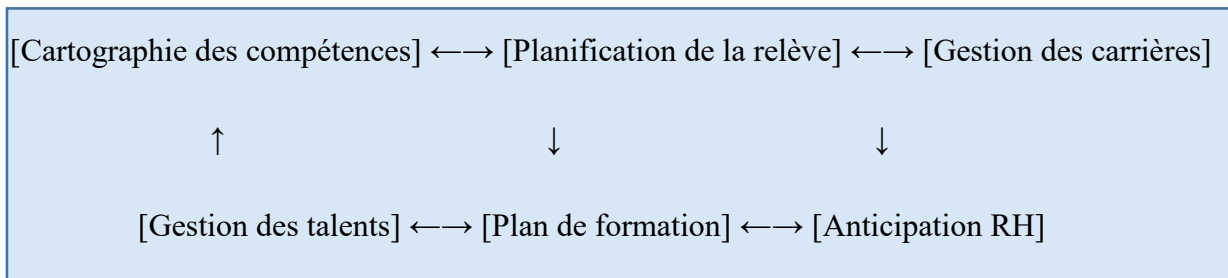 [Cartographie des compétences] ←→ [Planification de la relève] ←→ [Gestion des carrières]
↑ ↓ ↓
[Gestion des talents] ←→ [Plan de formation] ←→ [Anticipation RH]